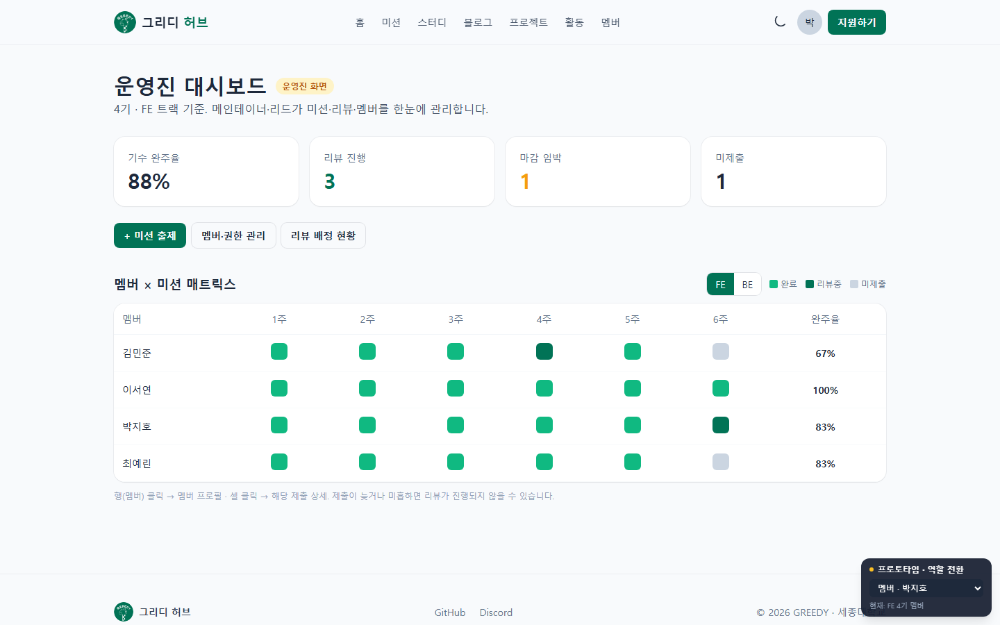 그리디 허브
홈 미션 스터디 블로그 프로젝트 활동 멤버
박 지원하기
운영진 대시보드 운영진 화면
4기 · FE 트랙 기준. 메인테이너·리드가 미션·리뷰·멤버를 한눈에 관리합니다.
기수 완주율 리뷰 진행 마감 임박 미제출
88% 3 1 1
+ 미션 출제 멤버·권한 관리 리뷰 배정 현황
멤버 × 미션 매트릭스 FE BE 완료 리뷰중 미제출
멤버 1주 2주 3주 4주 5주 6주 완주율
김민준 67%
이서연 100%
박지호 83%
최예린 83%
행(멤버) 클릭 → 멤버 프로필 · 셀 클릭 → 해당 제출 상세. 제출이 늦거나 미흡하면 리뷰가 진행되지 않을 수 있습니다.
프로토타입 · 역할 전환
멤버 · 박지호
현재: FE 4기 멤버
그리디 허브 GitHub Discord © 2026 GREEDY · 세종대